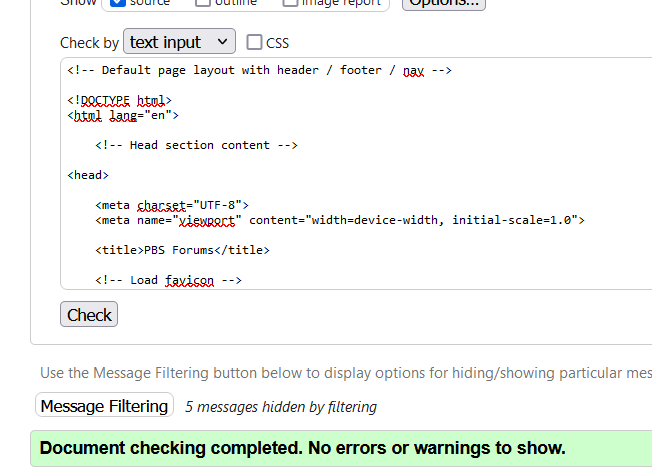 Show source outline image report Options...
Check by text input CSS
<!-- Default page layout with header / footer / nav -->
<!DOCTYPE html>
<html lang="en">
<!-- Head section content -->
<head>
<meta charset="UTF-8">
<meta name="viewport" content="width=device-width, initial-scale=1.0">
<title>PBS Forums</title>
<!-- Load favicon -->
Check
Use the Message Filtering button below to display options for hiding/showing particular mes
Message Filtering 5 messages hidden by filtering
Document checking completed. No errors or warnings to show.